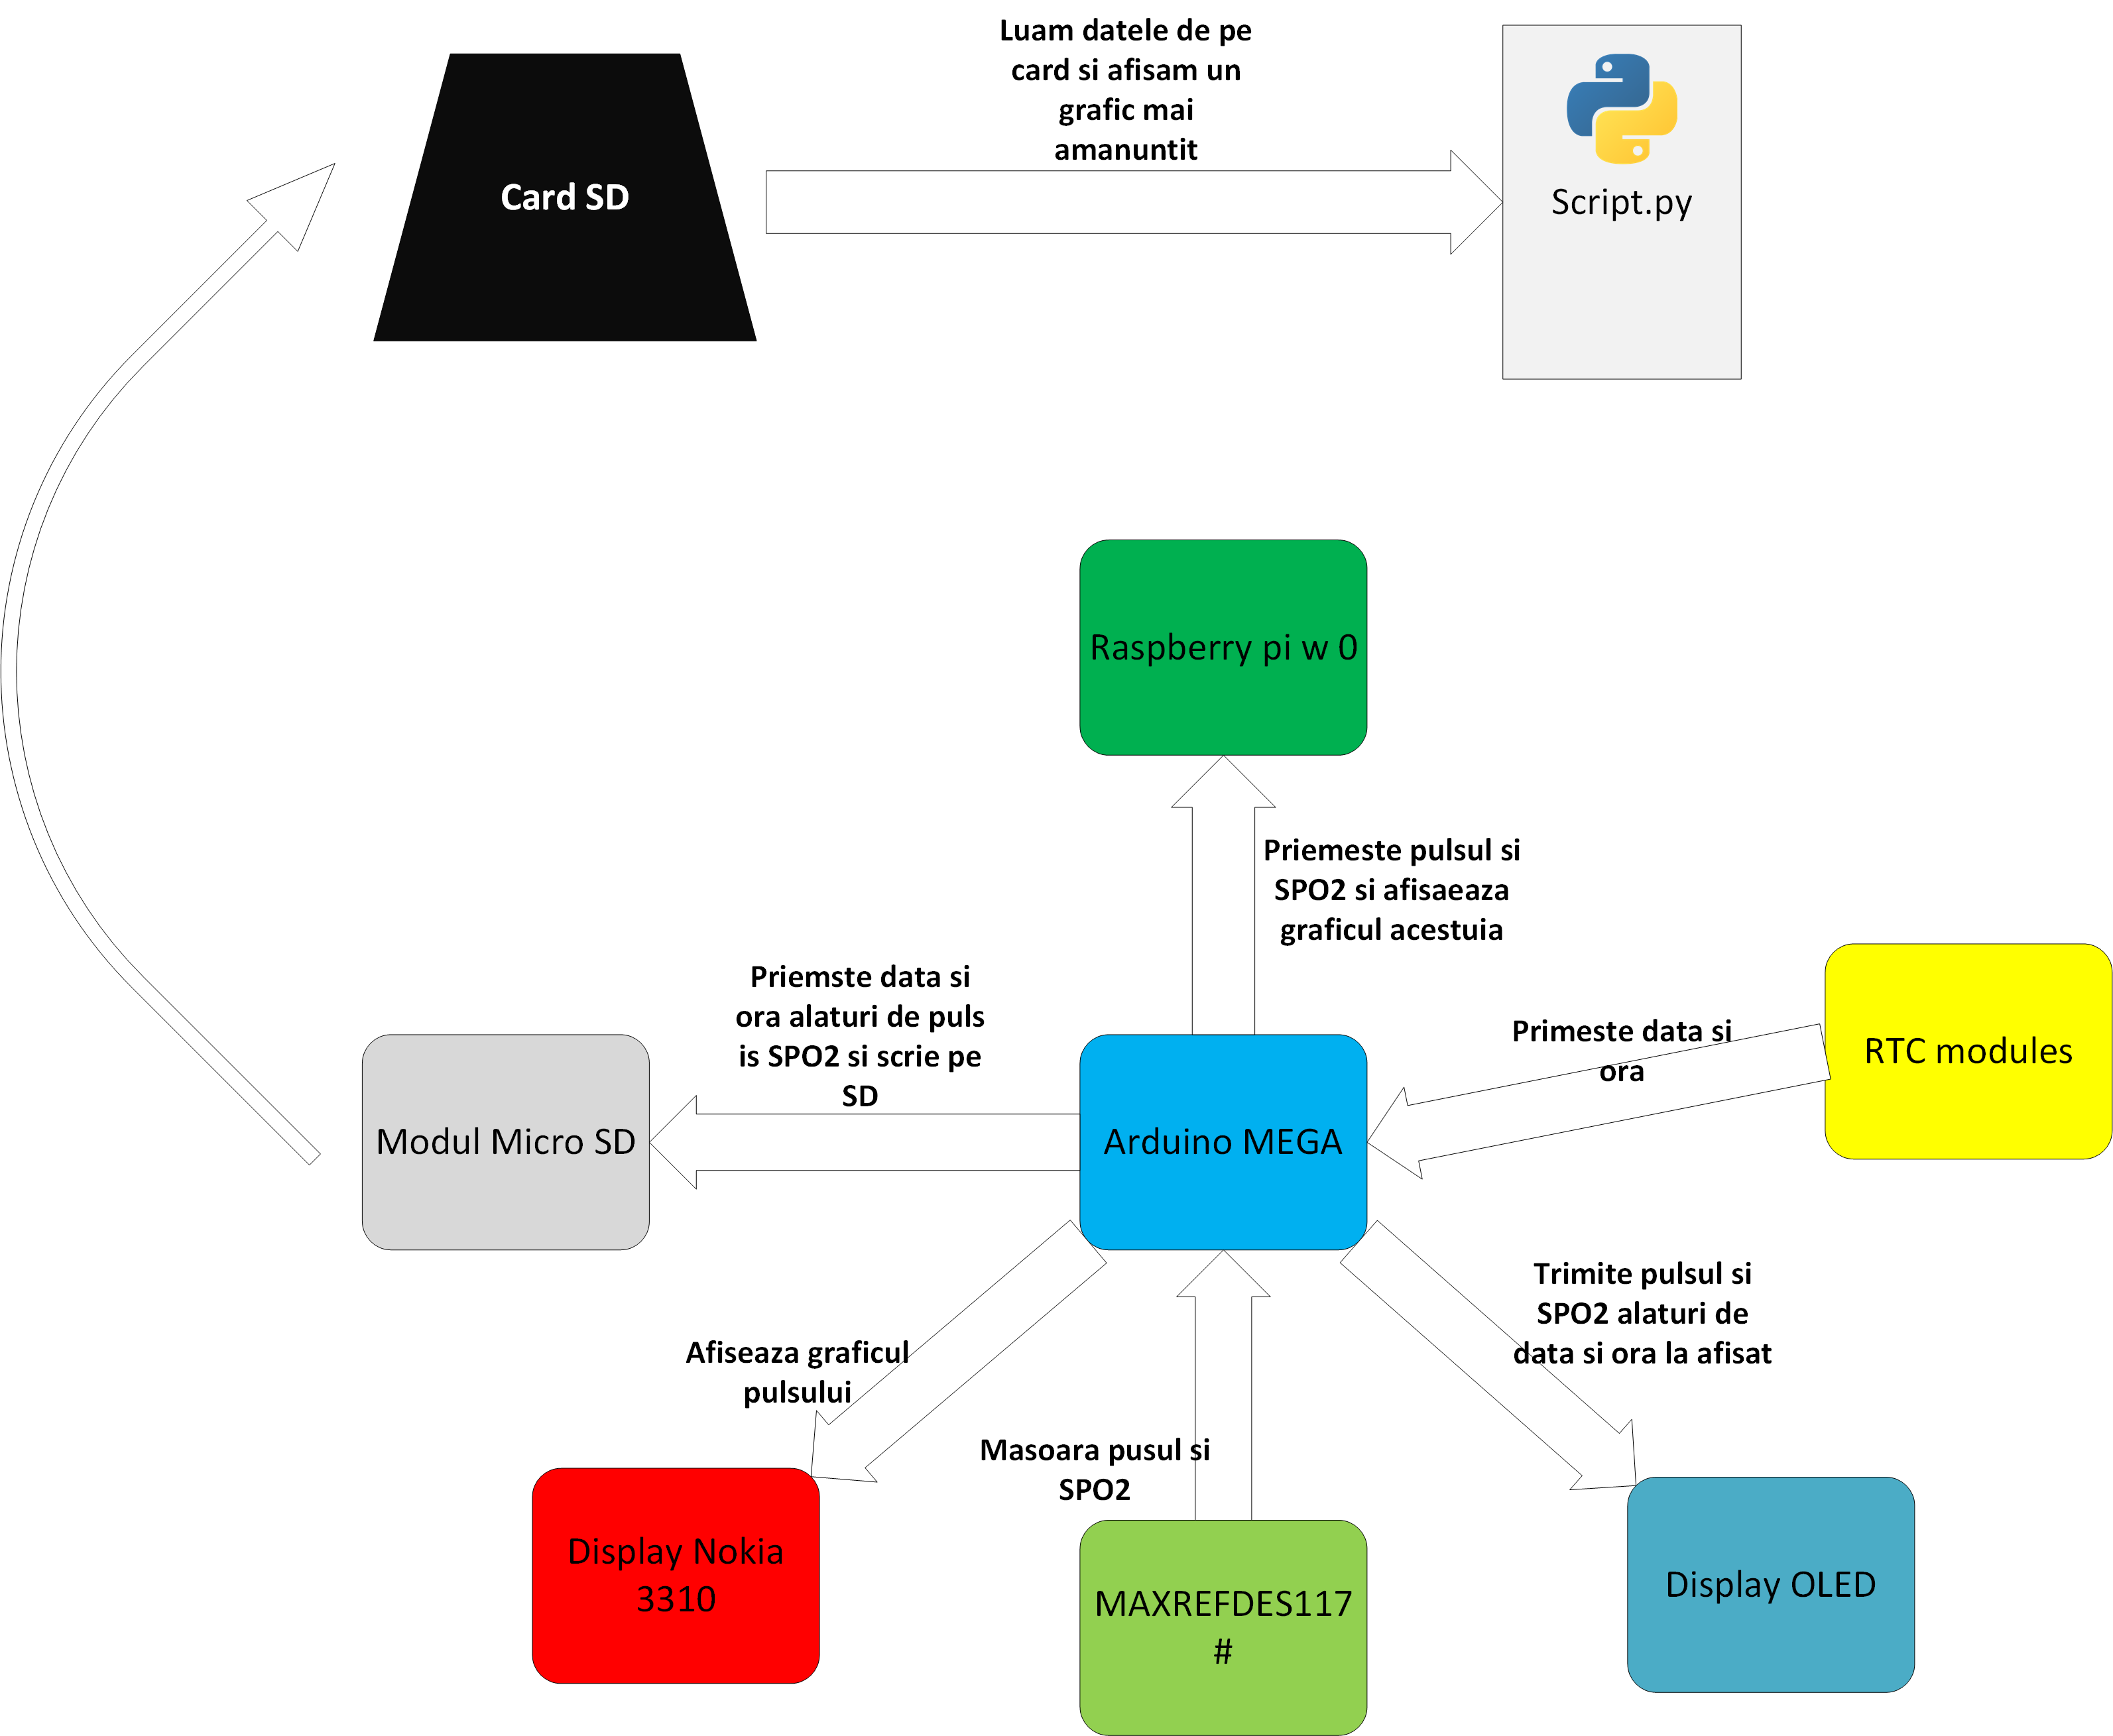 Luam datele de pe
card si afisam un
grafic mai
amanuntit
Card SD
Script.py
Raspberry pi w 0
Priemeste pulsul si
SPO2 si afisaeaza
graficul acestuia
Priemste data si
ora alaturi de puls
is SPO2 si scrie pe
SD
Primeste data si
ora
RTC modules
Modul Micro SD
Arduino MEGA
Trimite pulsul si
SPO2 alaturi de
data si ora la afisat
Afiseaza graficul
pulsului
Masoara pusul si
SPO2
Display Nokia
3310
MAXREFDES117
#
Display OLED